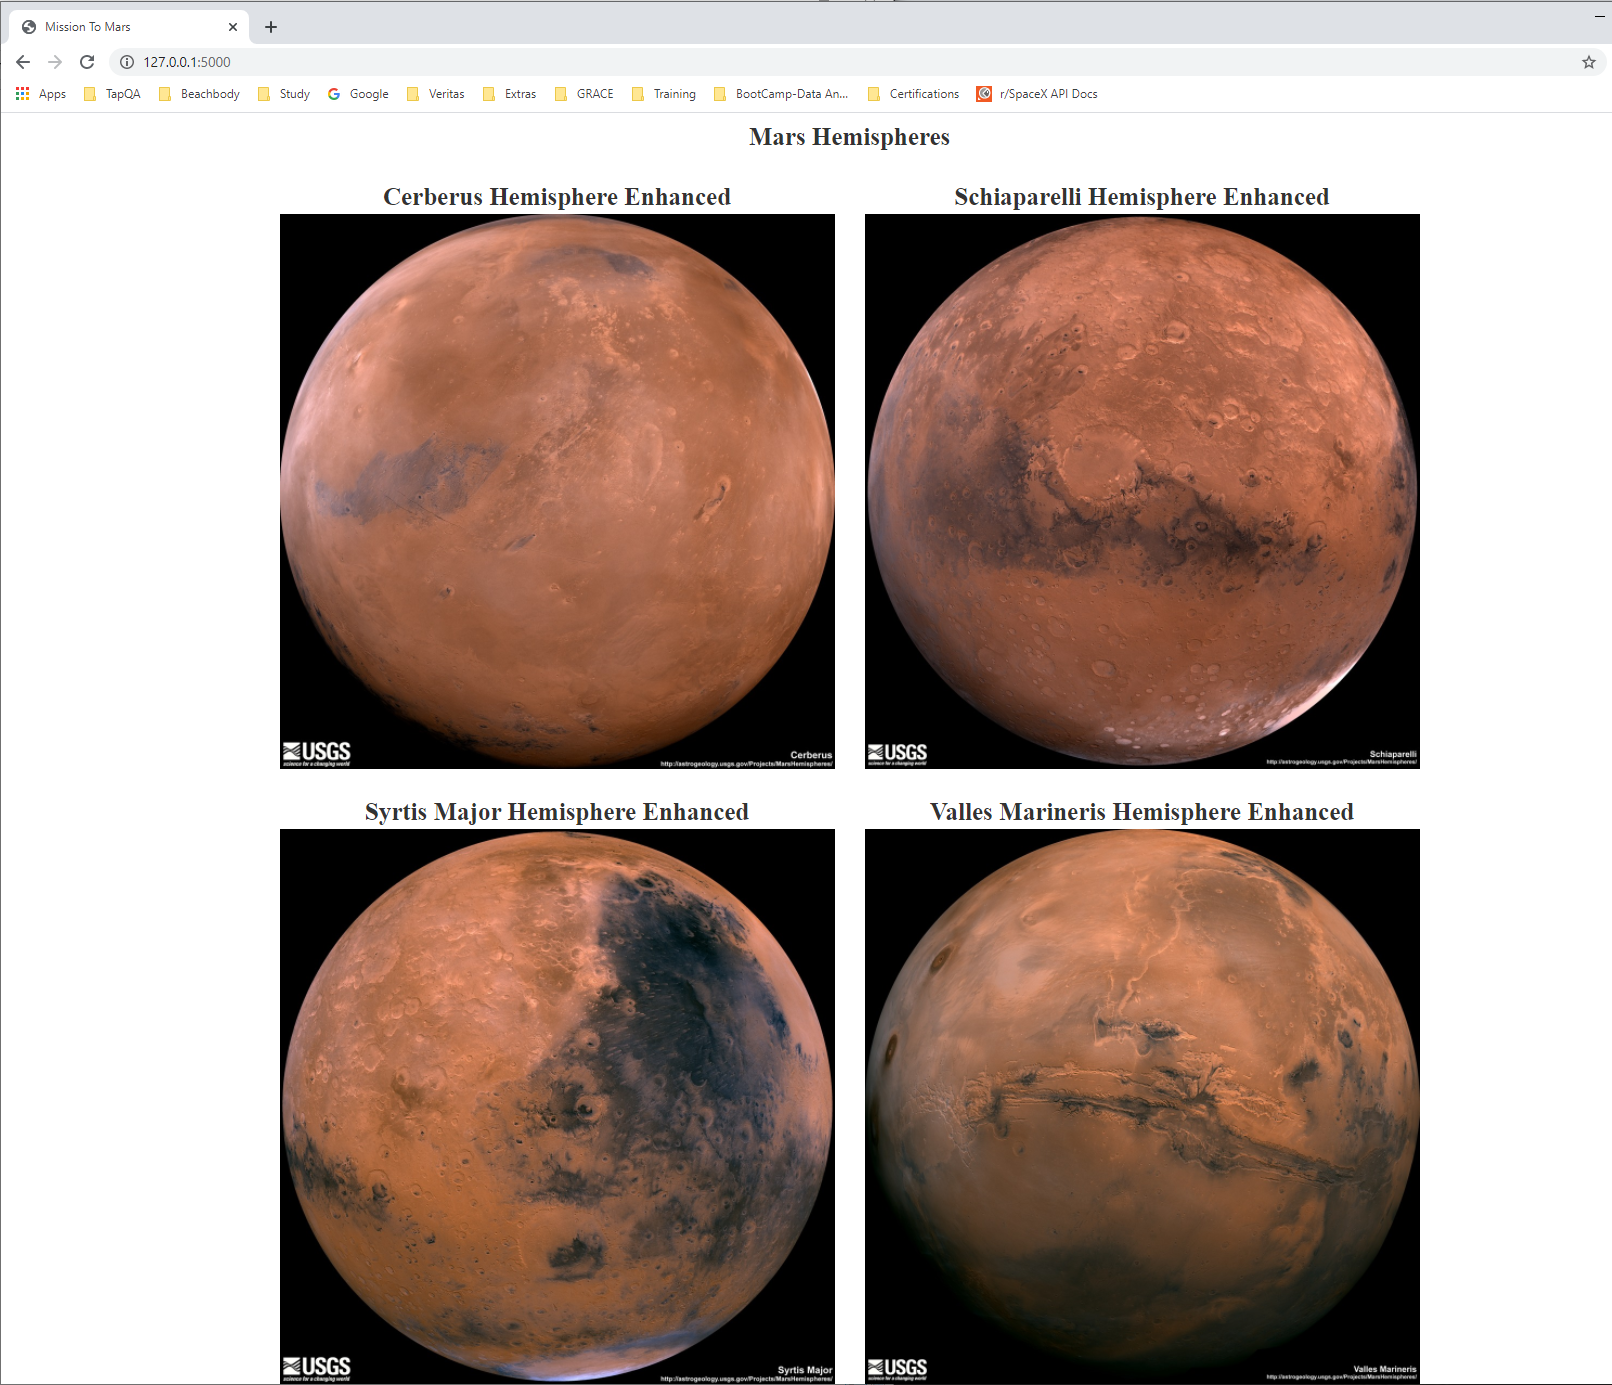 Mission To Mars
127.0.0.1:5000
Apps TapQA Beachbody Study Google Veritas Extras GRACE Training BootCamp-Data An... Certifications r/SpaceX API Docs
Mars Hemispheres
Cerberus Hemisphere Enhanced
Schiaparelli Hemisphere Enhanced
USGS
science for a changing world
Cerberus
http://astrogeology.usgs.gov/Projects/MarsHemispheres/
USGS
science for a changing world
Schiaparelli
http://astrogeology.usgs.gov/Projects/MarsHemispheres/
Syrtis Major Hemisphere Enhanced
Valles Marineris Hemisphere Enhanced
USGS
science for a changing world
Syrtis Major
http://astrogeology.usgs.gov/Projects/MarsHemispheres/
USGS
science for a changing world
Valles Marineris
http://astrogeology.usgs.gov/Projects/MarsHemispheres/